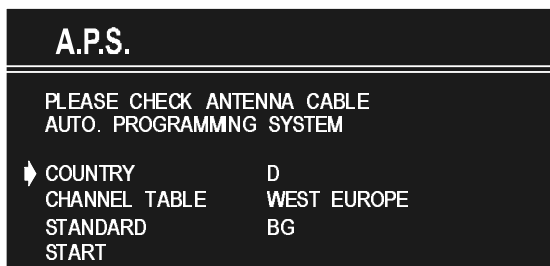 A.P.S.
PLEASE CHECK ANTENNA CABLE
AUTO. PROGRAMMING SYSTEM
COUNTRY D
CHANNEL TABLE WEST EUROPE
STANDARD BG
START